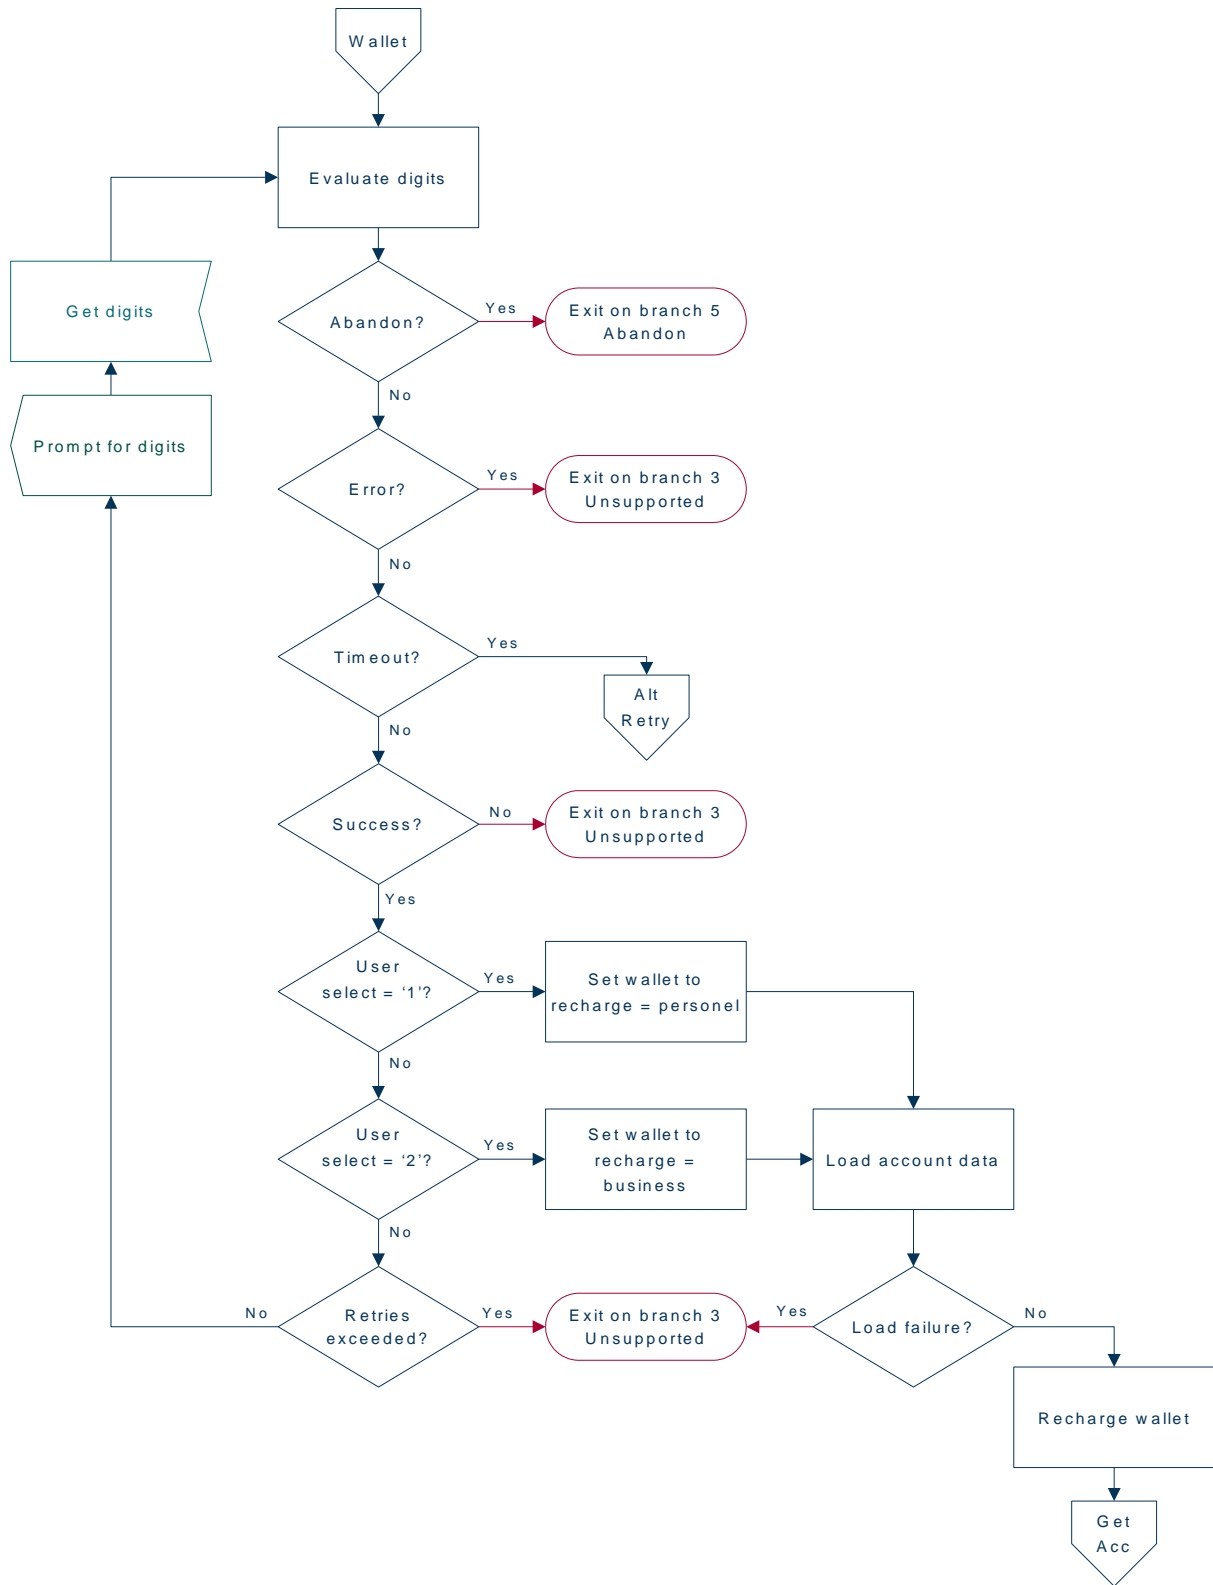 Wallet
Evaluate digits
Get digits
Abandon?
Yes
Exit on branch 5
Abandon
No
Prompt for digits
Error?
Yes
Exit on branch 3
Unsupported
No
Timeout?
Yes
Alt
Retry
No
Success?
No
Exit on branch 3
Unsupported
Yes
User
select = ‘1’?
Yes
Set wallet to
recharge = personel
No
User
select = ‘2’?
Yes
Set wallet to
recharge =
business
Load account data
No
No
Retries
exceeded?
Yes
Exit on branch 3
Unsupported
Yes
Load failure?
No
Recharge wallet
Get
Acc